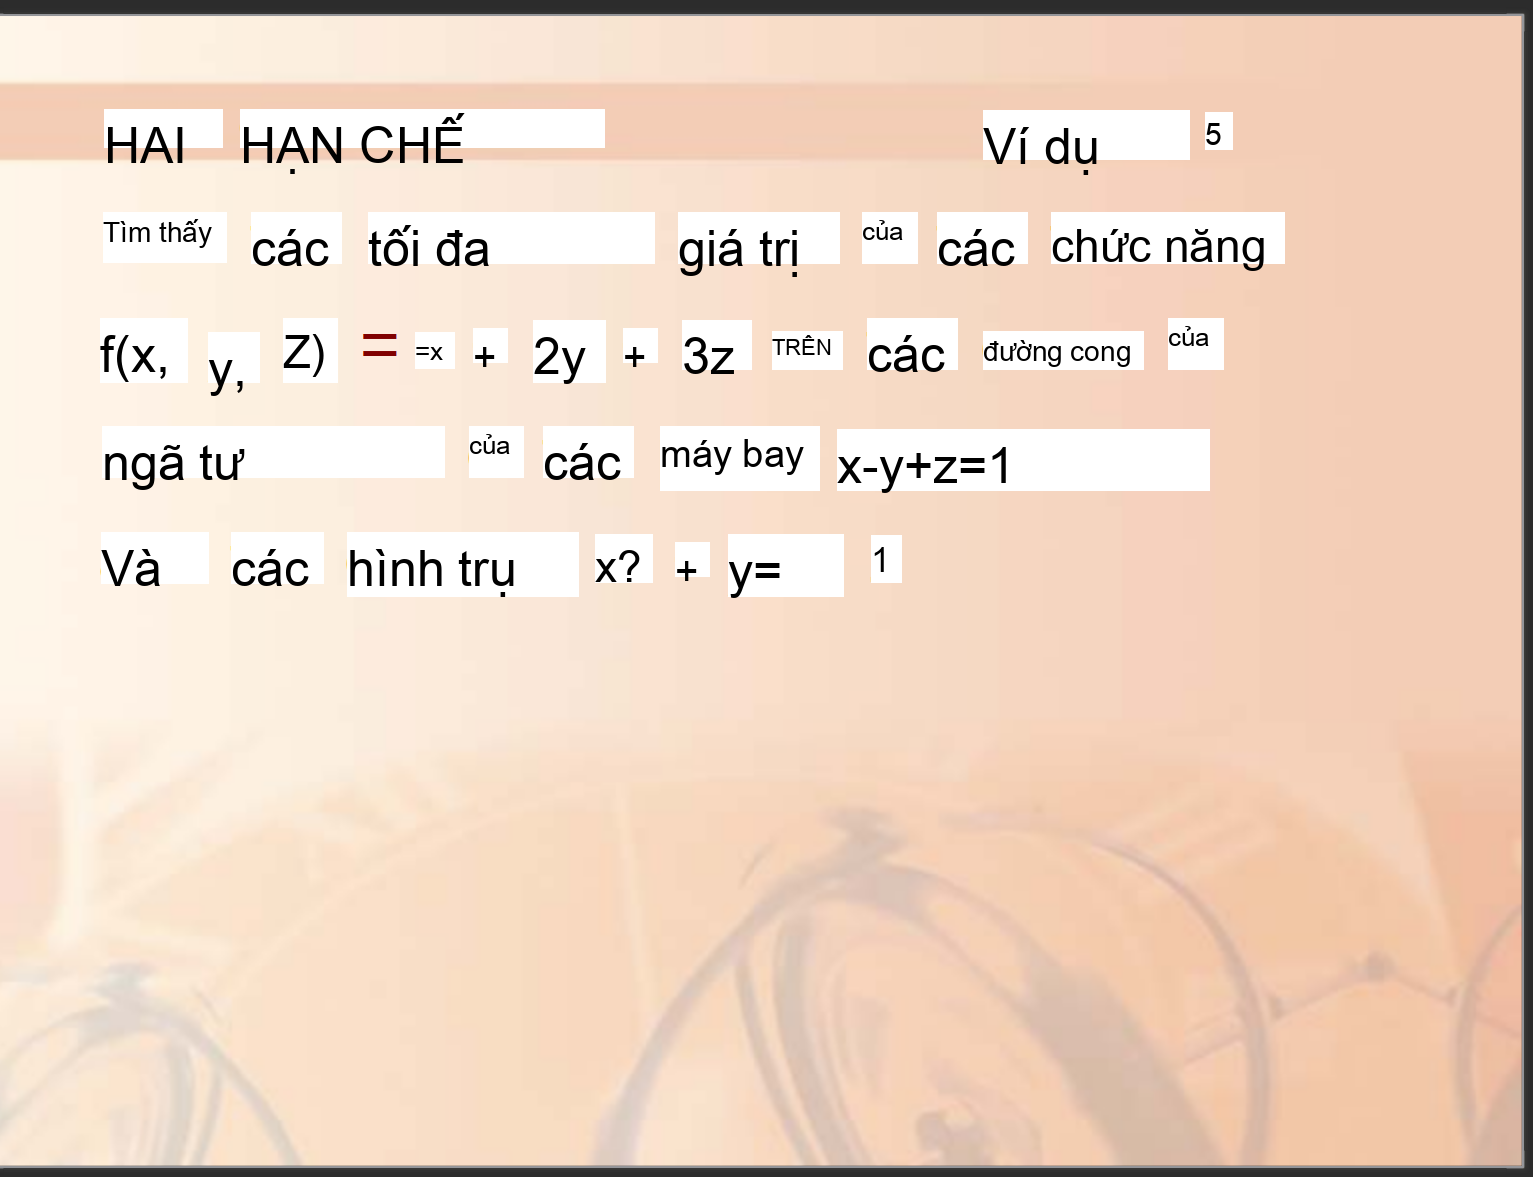 HAI HẠN CHẾ Ví dụ 5
Tìm thấy các tối đa giá trị của các chức năng
f(x, y, Z) = =x + 2y + 3z TRÊN các đường cong của
ngã tư của các máy bay x-y+z=1
Và các hình trụ x? + y= 1